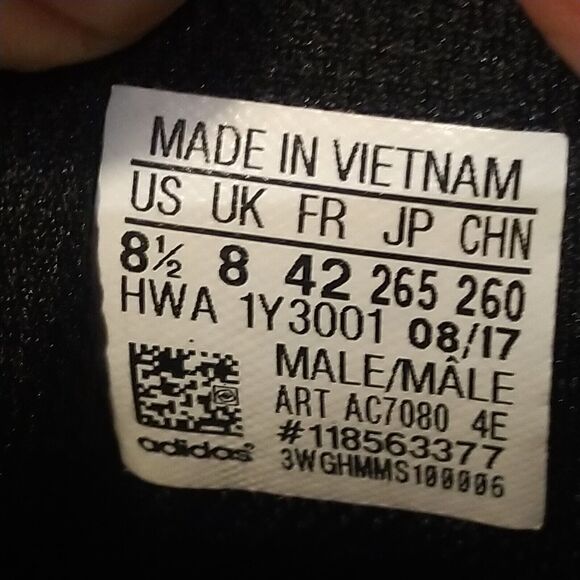 MADE IN VIETNAM
US UK FR JP CHN
8½ 8 42 265 260
HWA 1Y3001 08/17
MALE/MÂLE
ART AC7080 4E
#118563377
adidas
3WGHMMS100006